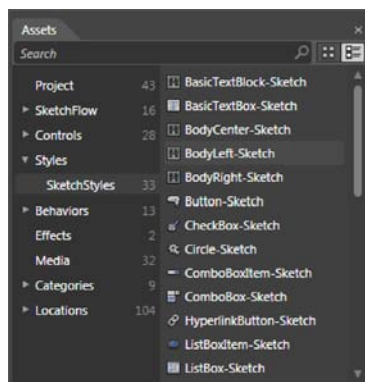 Assets
Search
Project 43
SketchFlow 16
Controls 28
Styles
SketchStyles 33
Behaviors 13
Effects 2
Media 32
Categories 9
Locations 104
BasicTextBlock-Sketch
BasicTextBox-Sketch
BodyCenter-Sketch
BodyLeft-Sketch
BodyRight-Sketch
Button-Sketch
CheckBox-Sketch
Circle-Sketch
ComboBoxItem-Sketch
ComboBox-Sketch
HyperlinkButton-Sketch
ListBoxItem-Sketch
ListBox-Sketch